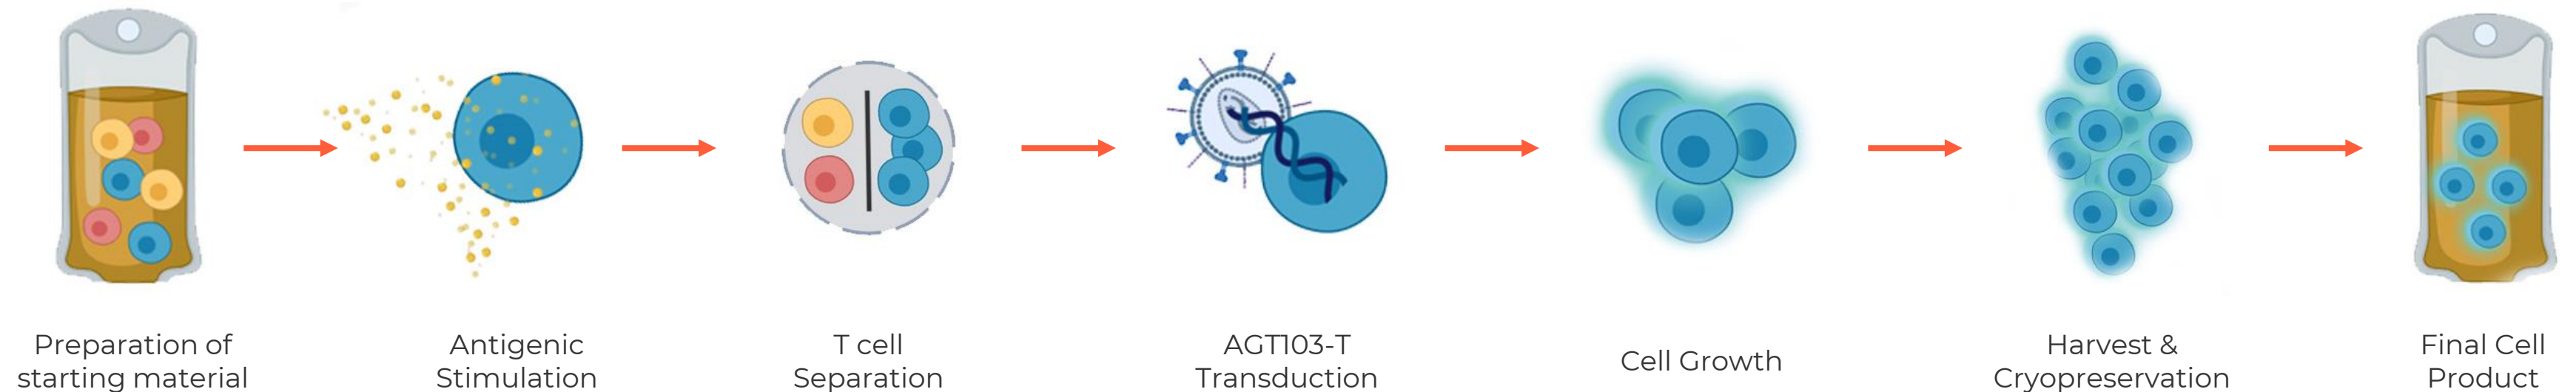 Preparation of
starting material
Antigenic
Stimulation
T cell
Separation
AGT103-T
Transduction
Cell Growth
Harvest &
Cryopreservation
Final Cell
Product